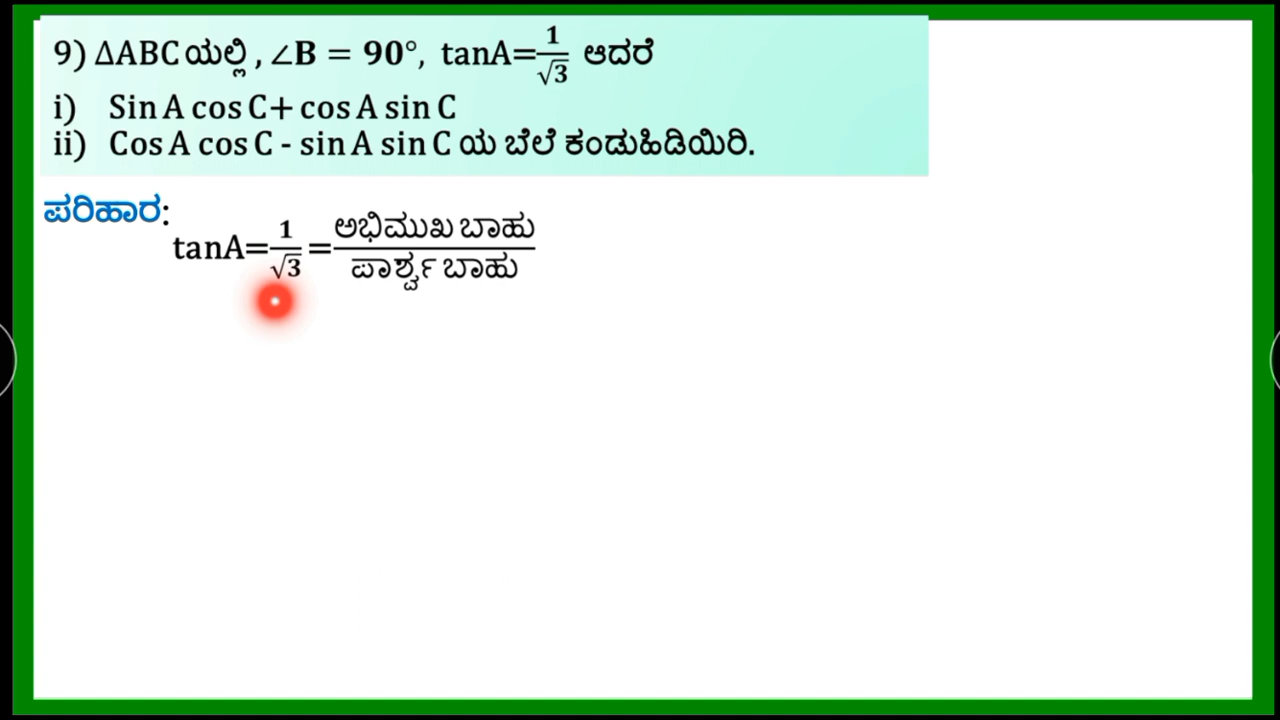 9) ∆ABC ಯಲ್ಲಿ , ∠B = 90°, tanA=1/√3 ಆದರೆ
i) Sin A cos C+ cos A sin C
ii) Cos A cos C - sin A sin C ಯ ಬೆಲೆ ಕಂಡುಹಿಡಿಯಿರಿ.
ಪರಿಹಾರ:
tanA=1/√3 =ಅಭಿಮುಖ ಬಾಹು/ಪಾರ್ಶ್ವ ಬಾಹು